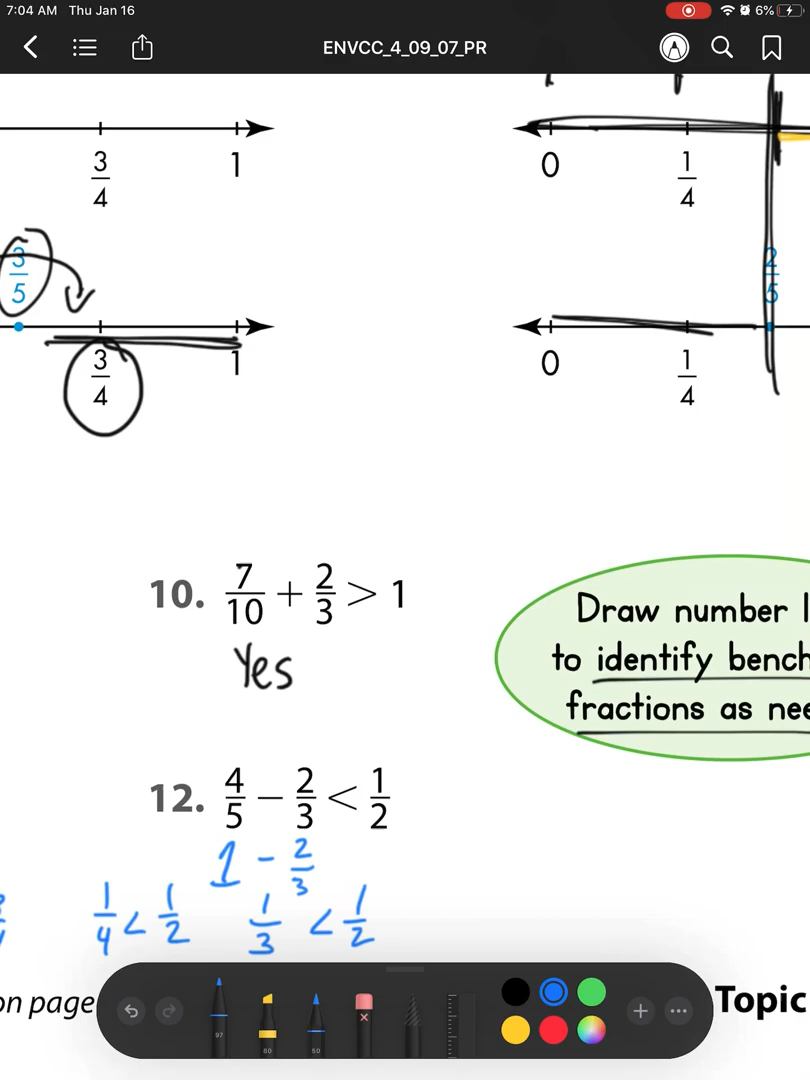 7:04 AM Thu Jan 16
6%
ENVCC_4_09_07_PR
3/4 1 0 1/4
3/5 2/5
3/4 1 0 1/4
10. 7/10 + 2/3 > 1
Yes
Draw number
to identify bench
fractions as nee
12. 4/5 − 2/3 < 1/2
1 - 2/3
1/4 < 1/2 1/3 < 1/2
on page
Topic
97 80 50